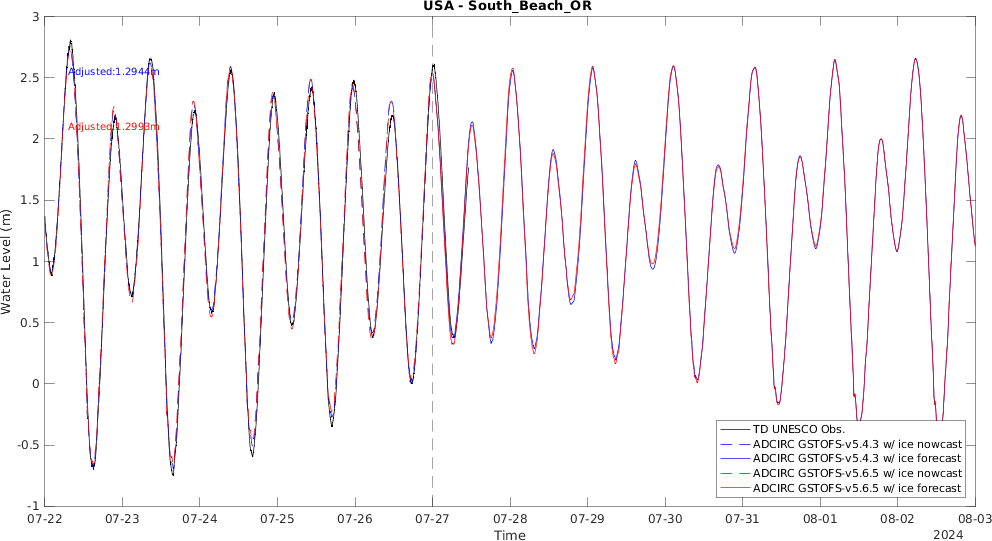 USA - South_Beach_OR
Water Level (m)
3
2.5
2
1.5
1
0.5
0
-0.5
-1
Adjusted:1.2944m
Adjusted:1.2993m
TD UNESCO Obs.
ADCIRC GSTOFS-v5.4.3 w/ ice nowcast
ADCIRC GSTOFS-v5.4.3 w/ ice forecast
ADCIRC GSTOFS-v5.6.5 w/ ice nowcast
ADCIRC GSTOFS-v5.6.5 w/ ice forecast
07-22 07-23 07-24 07-25 07-26 07-27 07-28 07-29 07-30 07-31 08-01 08-02 08-03
Time
2024